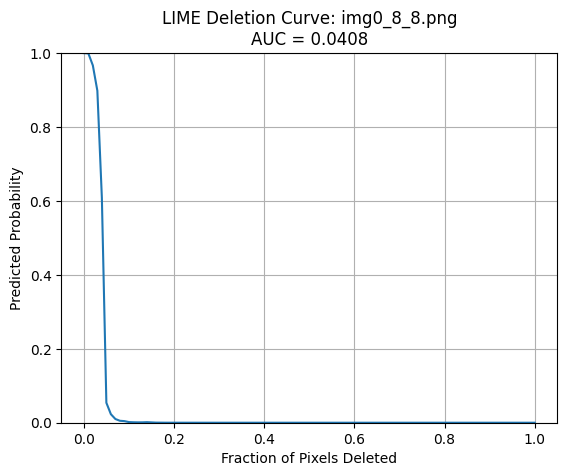 LIME Deletion Curve: img0_8_8.png
AUC = 0.0408
1.0
0.8
0.6
0.4
0.2
0.0
Predicted Probability
0.0 0.2 0.4 0.6 0.8 1.0
Fraction of Pixels Deleted